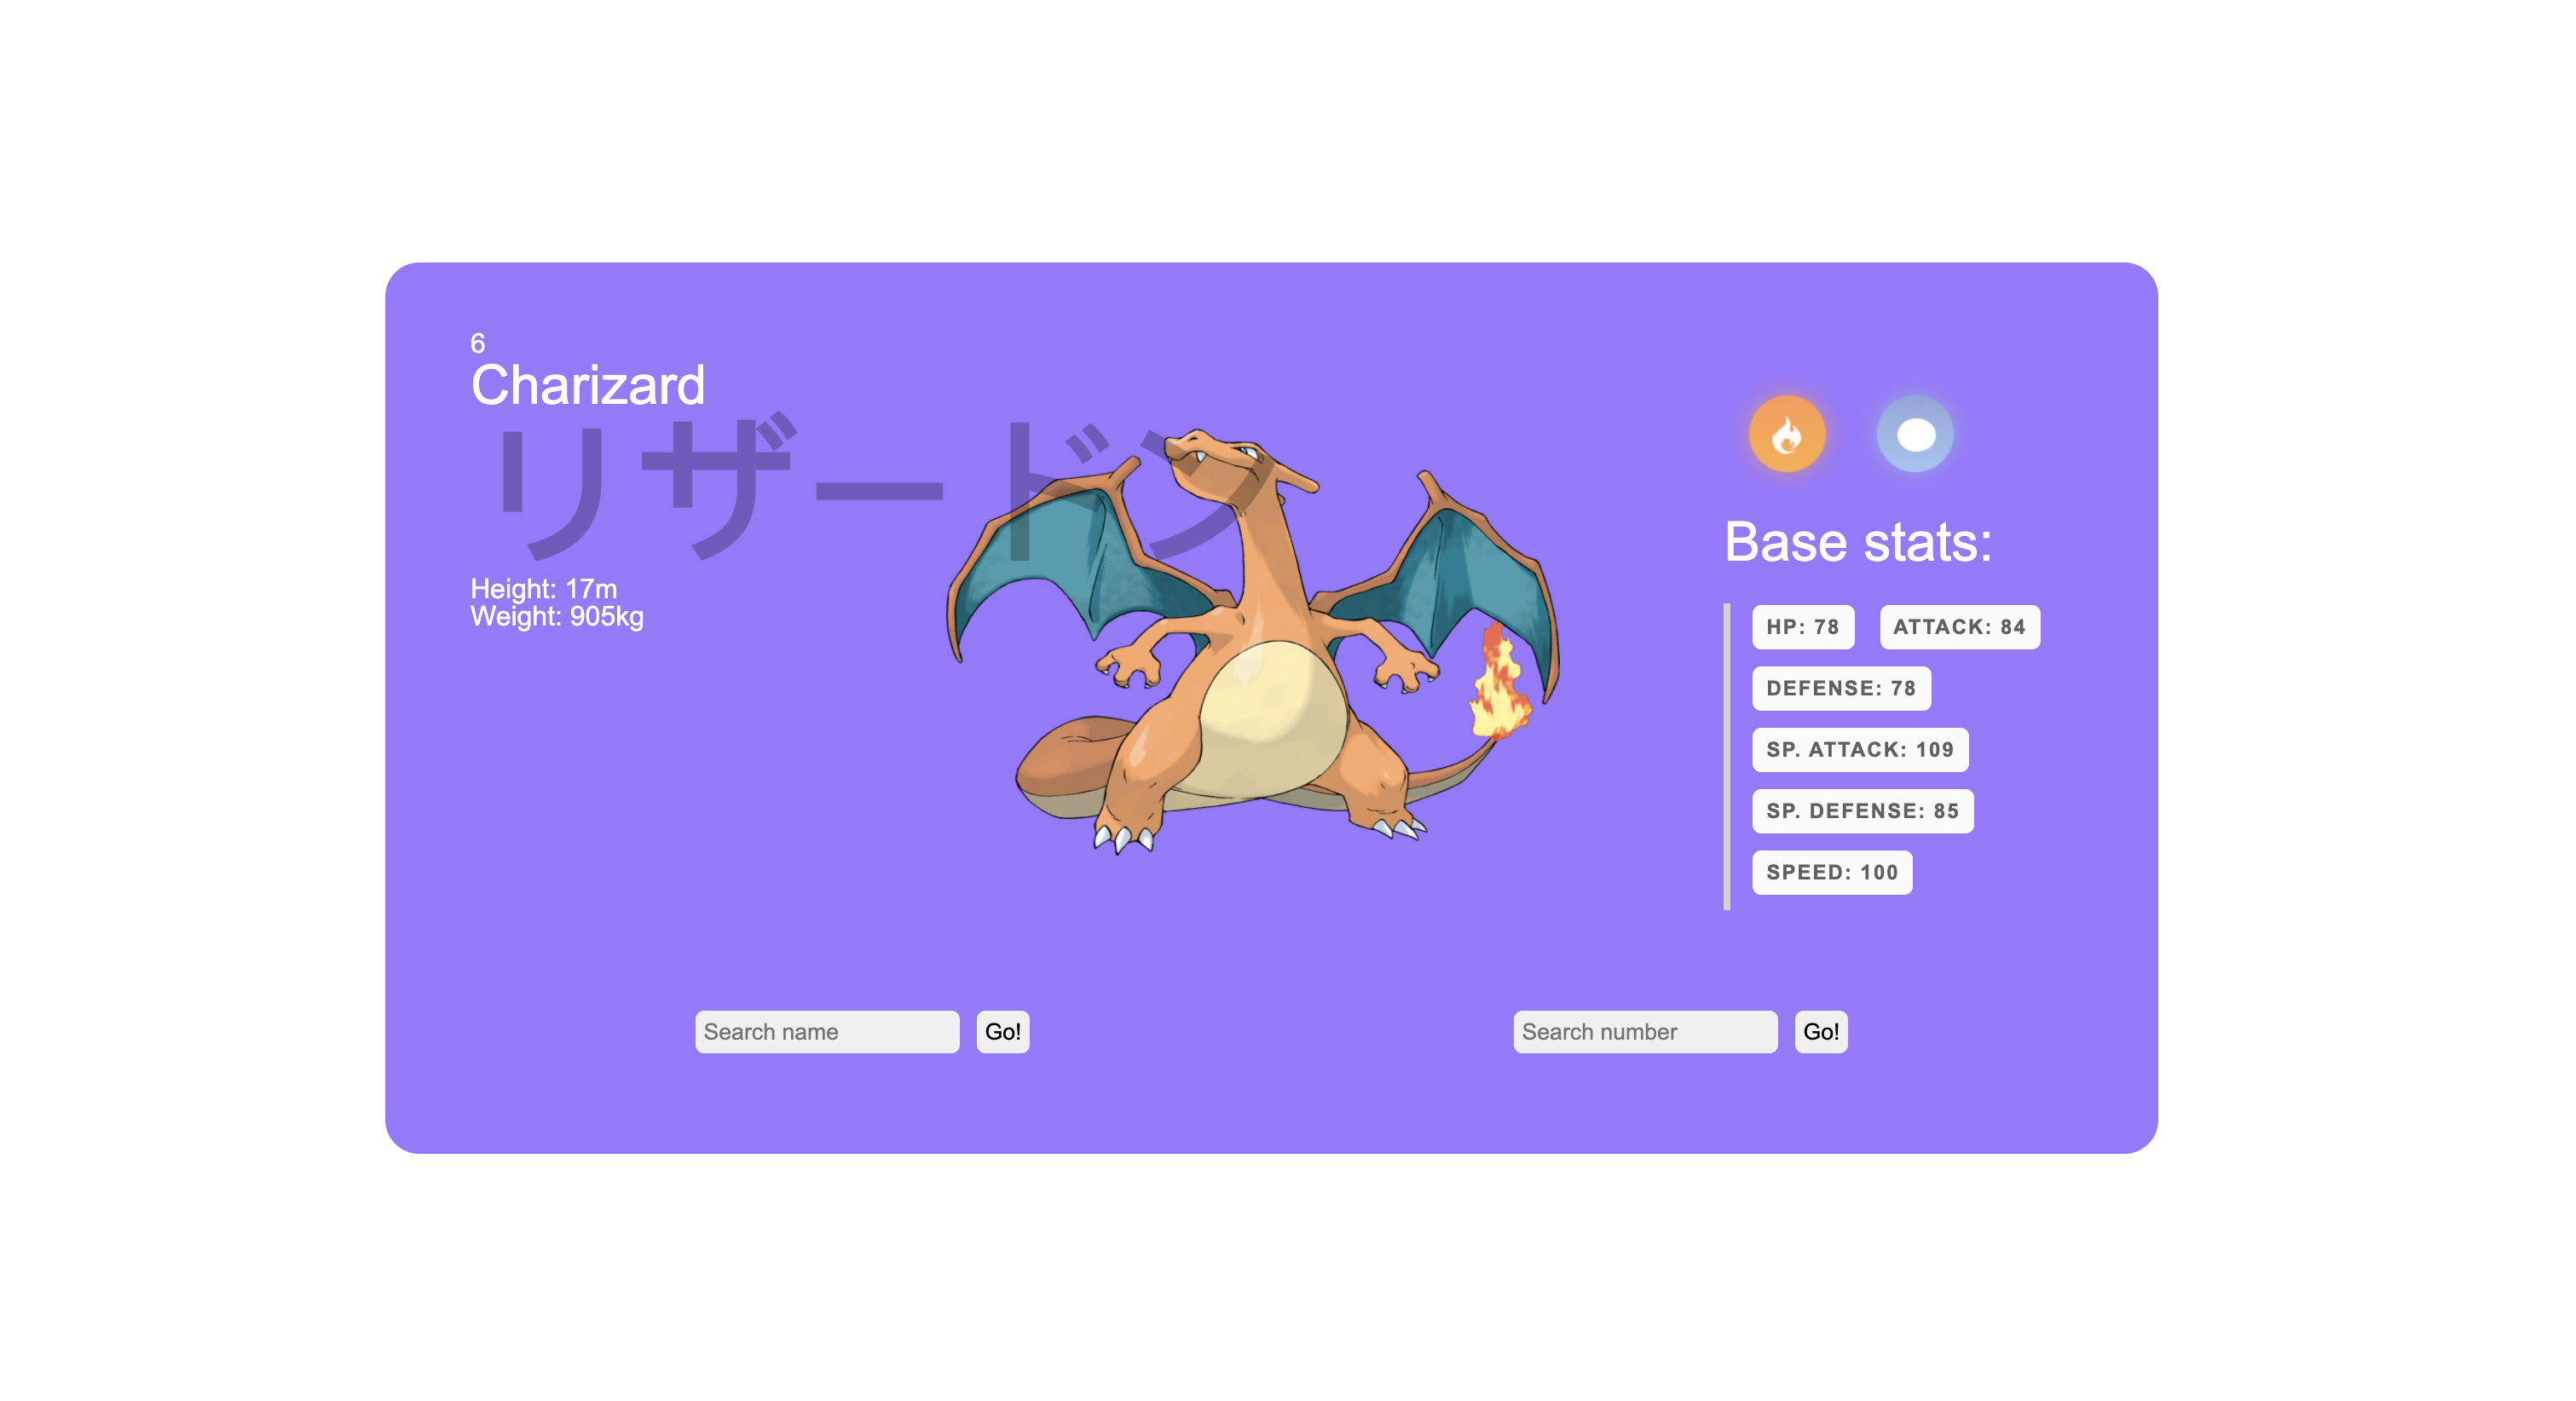 6
Charizard
リザードン
Height: 17m
Weight: 905kg
Base stats:
HP: 78 ATTACK: 84
DEFENSE: 78
SP. ATTACK: 109
SP. DEFENSE: 85
SPEED: 100
Search name Go! Search number Go!